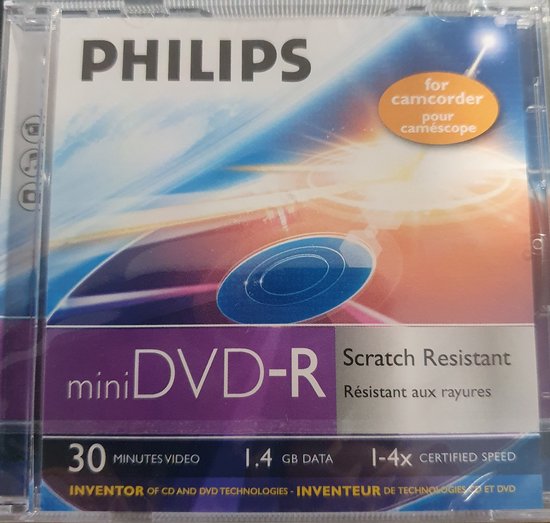 PHILIPS
for
camcorder
pour
caméscope
miniDVD-R
Scratch Resistant
Résistant aux rayures
30 MINUTES VIDEO 1.4 GB DATA 1-4x CERTIFIED SPEED
INVENTOR OF CD AND DVD TECHNOLOGIES - INVENTEUR DE TECHNOLOGIES CD ET DVD